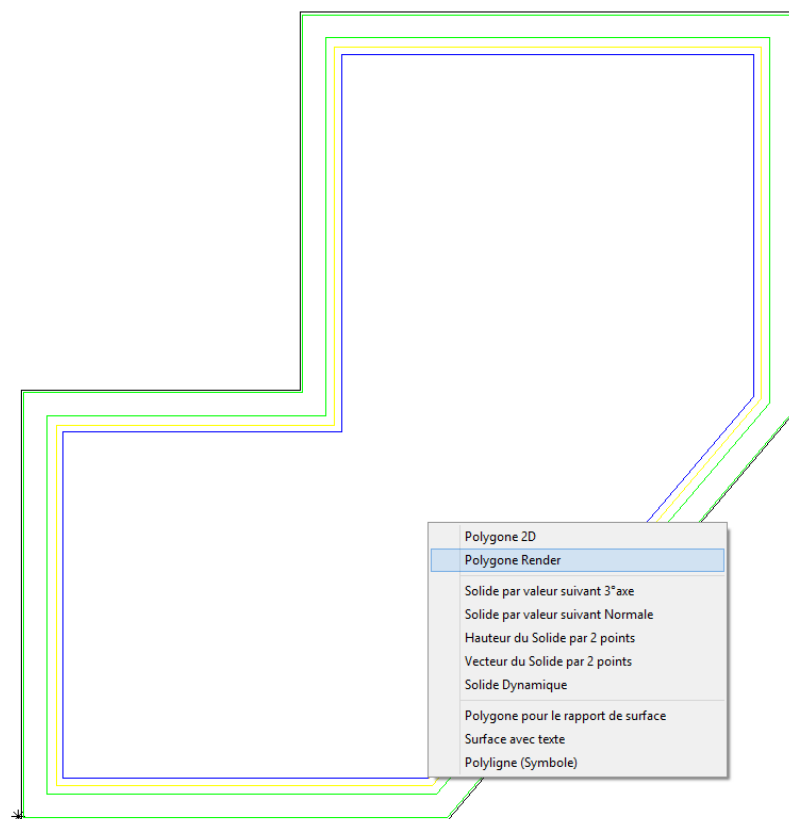 Polygone 2D
Polygone Render
Solide par valeur suivant 3°axe
Solide par valeur suivant Normale
Hauteur du Solide par 2 points
Vecteur du Solide par 2 points
Solide Dynamique
Polygone pour le rapport de surface
Surface avec texte
Polyligne (Symbole)